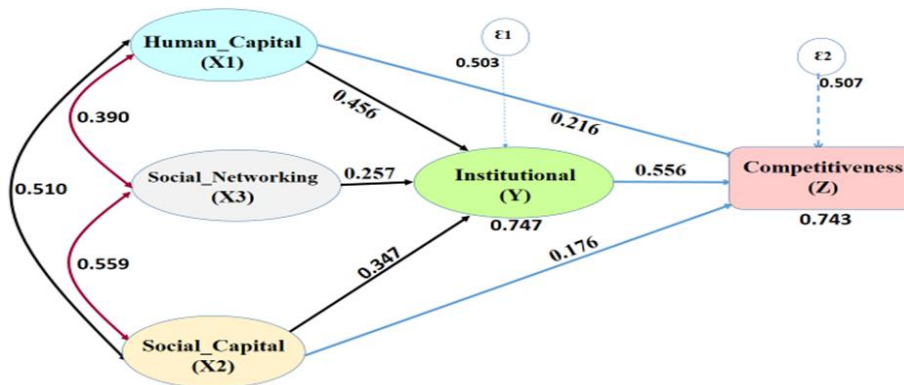 Human_Capital
(X1)
ε1
0.503
ε2
0.507
0.390
0.456
0.216
0.510
Social_Networking
(X3)
0.257
Institutional
(Y)
0.747
0.556
Competitiveness
(Z)
0.743
0.559
0.347
0.176
Social_Capital
(X2)